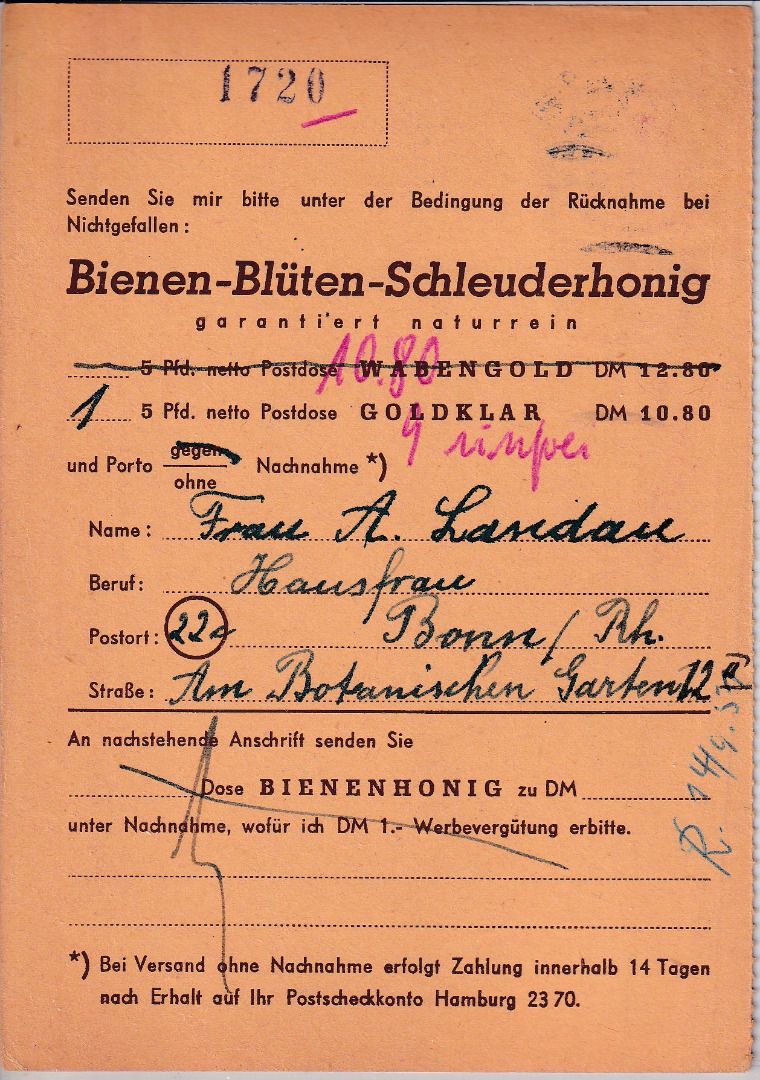 1720
Senden Sie mir bitte unter der Bedingung der Rücknahme bei
Nichtgefallen:
Bienen-Blüten-Schleuderhonig
garantiert naturrein
10.80
5 Pfd. netto Postdose WABENGOLD DM 12.80
1 5 Pfd. netto Postdose GOLDKLAR DM 10.80
gegen
und Porto Nachnahme *)
ohne
Name: Frau A. Landau
Beruf: Hausfrau
Postort: 22c Bonn / Rh.
Straße: Am Botanischen Garten 12 II
An nachstehende Anschrift senden Sie
Dose BIENENHONIG zu DM
unter Nachnahme, wofür ich DM 1.- Werbevergütung erbitte.
*) Bei Versand ohne Nachnahme erfolgt Zahlung innerhalb 14 Tagen
nach Erhalt auf Ihr Postscheckkonto Hamburg 23 70.